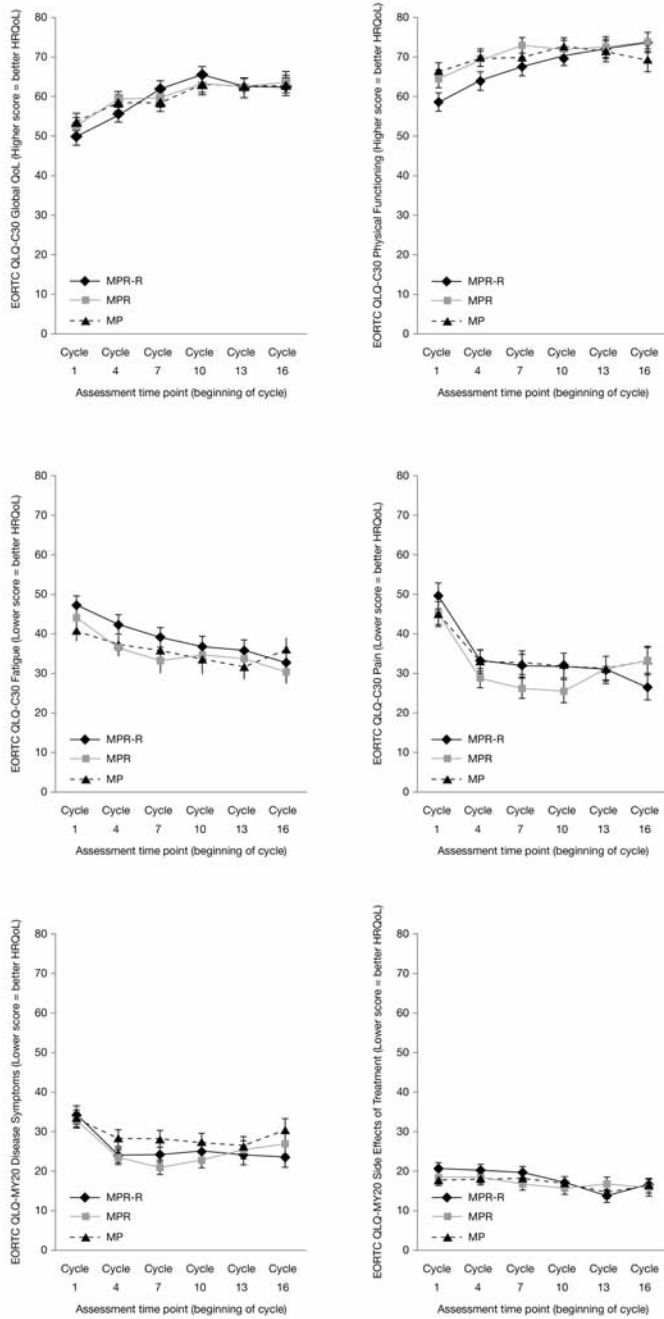 EORTC QLQ-C30 Global QoL (Higher score = better HRQoL)
80
70
60
50
40
30
20
10
0
MPR-R
MPR
MP
Cycle Cycle Cycle Cycle Cycle Cycle
1 4 7 10 13 16
Assessment time point (beginning of cycle)
EORTC QLQ-C30 Physical Functioning (Higher score = better HRQoL)
80
70
60
50
40
30
20
10
0
MPR-R
MPR
MP
Cycle Cycle Cycle Cycle Cycle Cycle
1 4 7 10 13 16
Assessment time point (beginning of cycle)
EORTC QLQ-C30 Fatigue (Lower score = better HRQoL)
80
70
60
50
40
30
20
10
0
MPR-R
MPR
MP
Cycle Cycle Cycle Cycle Cycle Cycle
1 4 7 10 13 16
Assessment time point (beginning of cycle)
EORTC QLQ-C30 Pain (Lower score = better HRQoL)
80
70
60
50
40
30
20
10
0
MPR-R
MPR
MP
Cycle Cycle Cycle Cycle Cycle Cycle
1 4 7 10 13 16
Assessment time point (beginning of cycle)
EORTC QLQ-MY20 Disease Symptoms (Lower score = better HRQoL)
80
70
60
50
40
30
20
10
0
MPR-R
MPR
MP
Cycle Cycle Cycle Cycle Cycle Cycle
1 4 7 10 13 16
Assessment time point (beginning of cycle)
EORTC QLQ-MY20 Side Effects of Treatment (Lower score = better HRQoL)
80
70
60
50
40
30
20
10
0
MPR-R
MPR
MP
Cycle Cycle Cycle Cycle Cycle Cycle
1 4 7 10 13 16
Assessment time point (beginning of cycle)